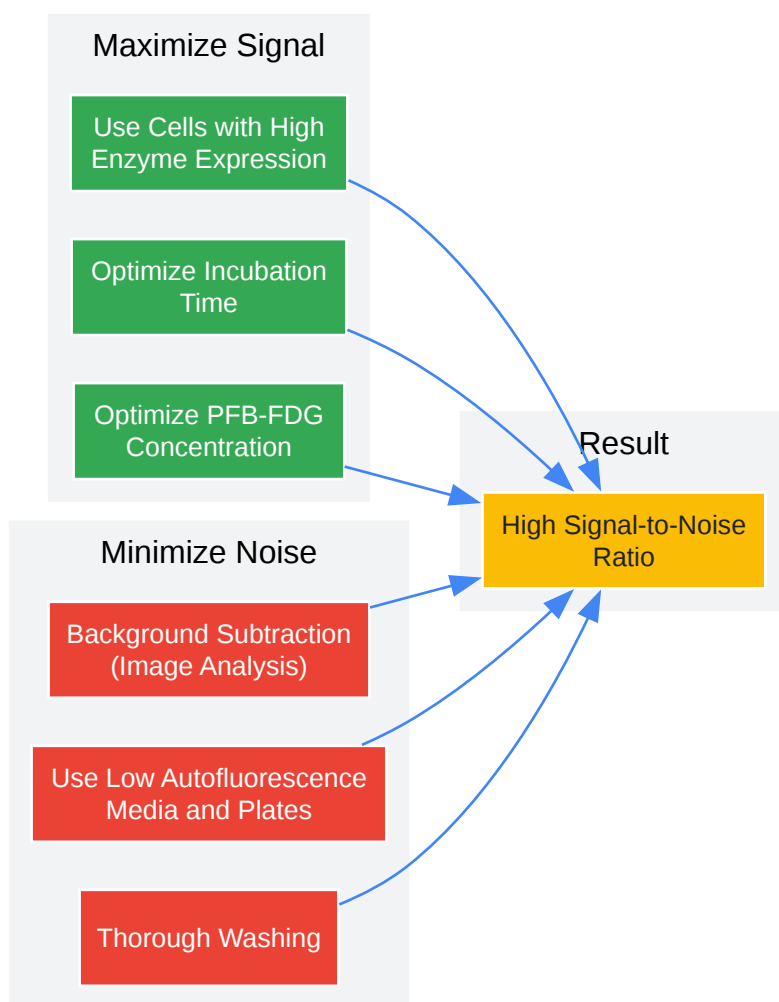 Maximize Signal
Use Cells with High
Enzyme Expression
Optimize Incubation
Time
Optimize PFB-FDG
Concentration
Result
High Signal-to-Noise
Ratio
Minimize Noise
Background Subtraction
(Image Analysis)
Use Low Autofluorescence
Media and Plates
Thorough Washing